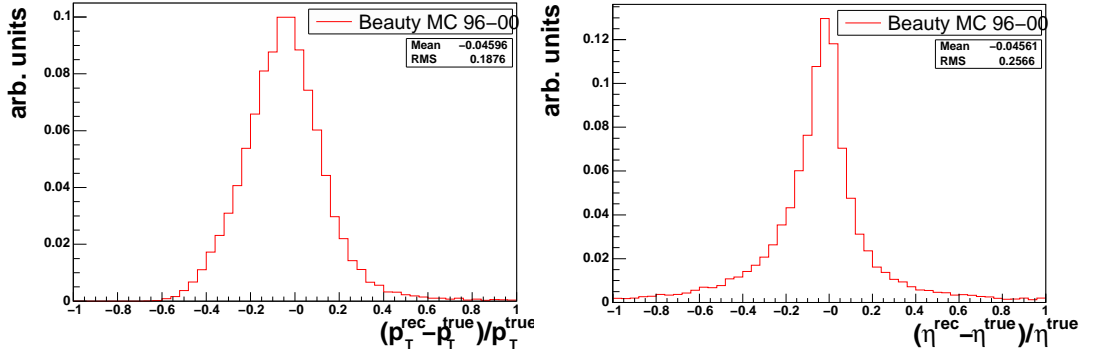 arb. units
Beauty MC 96−00
Mean −0.04596
RMS 0.1876
0.1
0.08
0.06
0.04
0.02
0
−1 −0.8 −0.6 −0.4 −0.2 −0 0.2 0.4 0.6 0.8 1
(p_T^rec−p_T^true)/p_T^true
arb. units
Beauty MC 96−00
Mean −0.04561
RMS 0.2566
0.12
0.1
0.08
0.06
0.04
0.02
0
−1 −0.8 −0.6 −0.4 −0.2 −0 0.2 0.4 0.6 0.8 1
(η^rec−η^true)/η^true